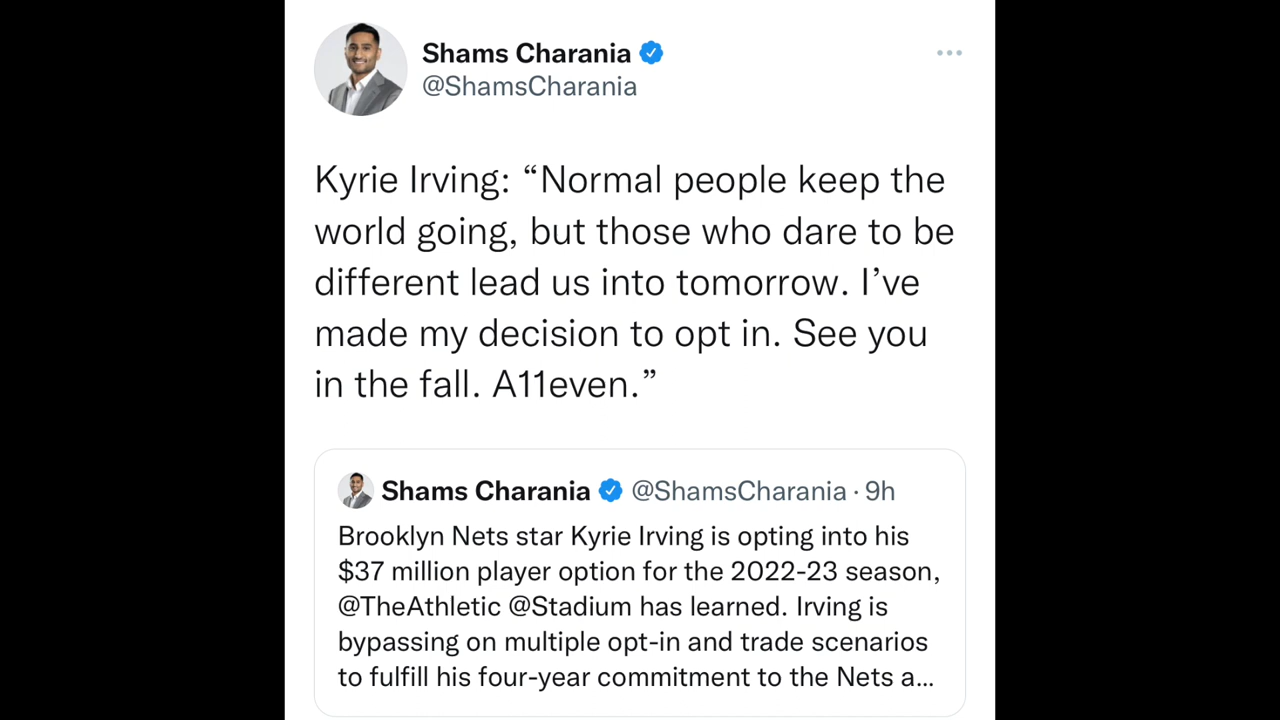 Shams Charania
@ShamsCharania
Kyrie Irving: “Normal people keep the
world going, but those who dare to be
different lead us into tomorrow. I’ve
made my decision to opt in. See you
in the fall. A11even.”
Shams Charania @ShamsCharania · 9h
Brooklyn Nets star Kyrie Irving is opting into his
$37 million player option for the 2022-23 season,
@TheAthletic @Stadium has learned. Irving is
bypassing on multiple opt-in and trade scenarios
to fulfill his four-year commitment to the Nets a...